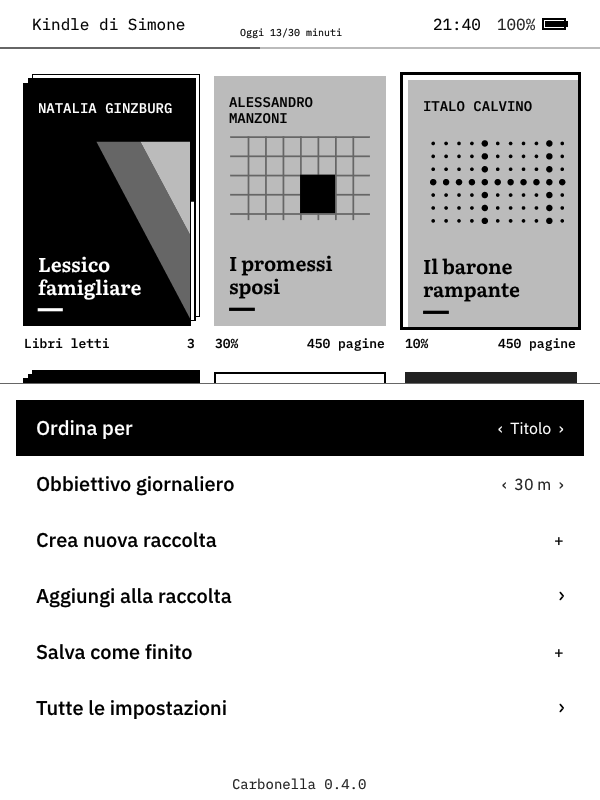 Kindle di Simone
Oggi 13/30 minuti
21:40 100%
NATALIA GINZBURG
Lessico
famigliare
Libri letti 3
ALESSANDRO
MANZONI
I promessi
sposi
30% 450 pagine
ITALO CALVINO
Il barone
rampante
10% 450 pagine
Ordina per ‹ Titolo ›
Obbiettivo giornaliero ‹ 30 m ›
Crea nuova raccolta +
Aggiungi alla raccolta ›
Salva come finito +
Tutte le impostazioni ›
Carbonella 0.4.0